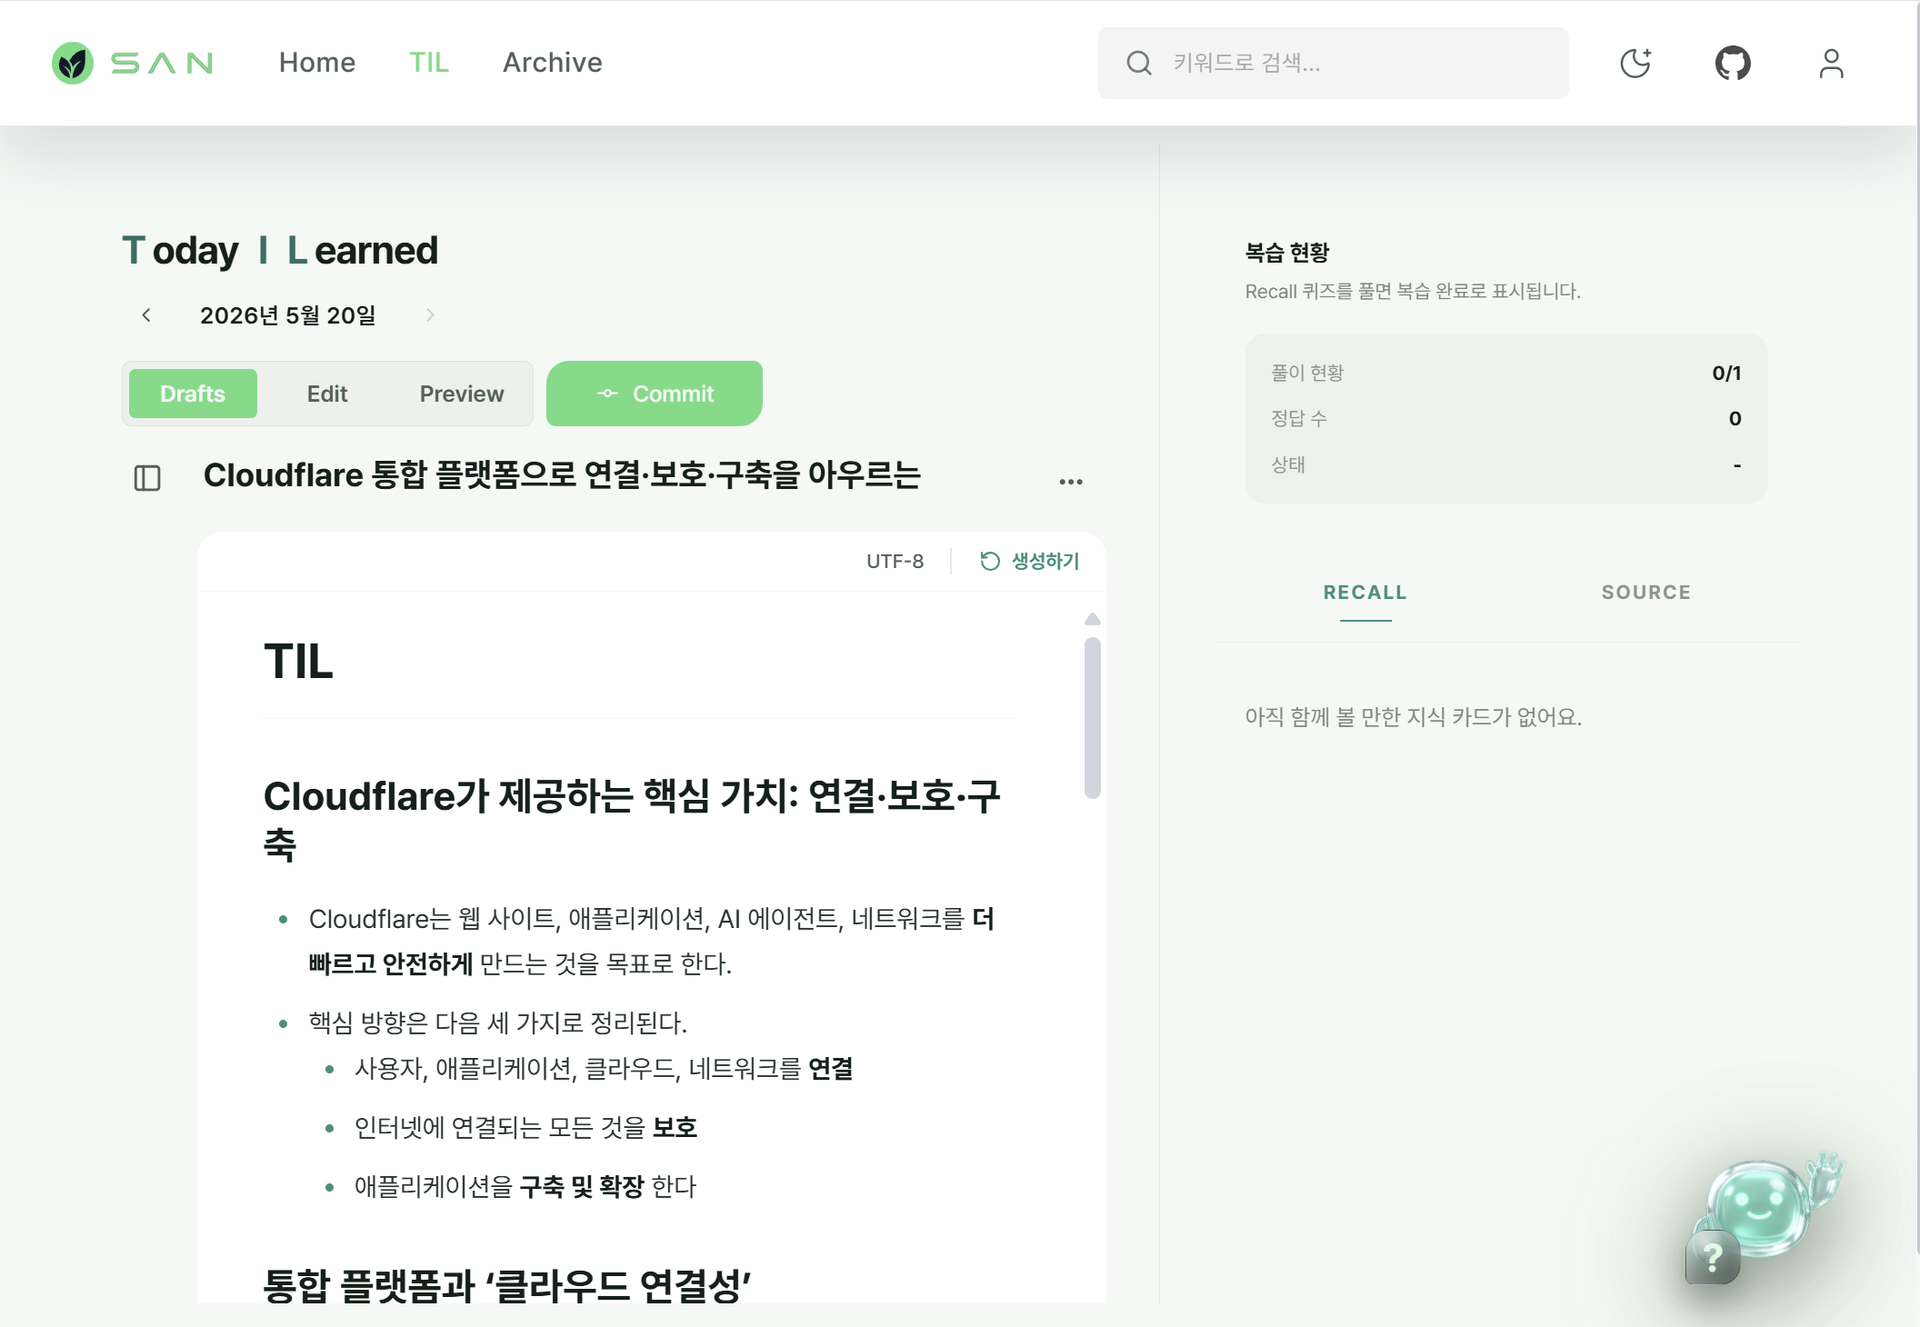 SAN
Home
TIL
Archive
키워드로 검색...
Today I Learned
2026년 5월 20일
Drafts
Edit
Preview
Commit
Cloudflare 통합 플랫폼으로 연결·보호·구축을 아우르는
UTF-8
생성하기
TIL
Cloudflare가 제공하는 핵심 가치: 연결·보호·구
축
Cloudflare는 웹 사이트, 애플리케이션, AI 에이전트, 네트워크를 더
빠르고 안전하게 만드는 것을 목표로 한다.
핵심 방향은 다음 세 가지로 정리된다.
사용자, 애플리케이션, 클라우드, 네트워크를 연결
인터넷에 연결되는 모든 것을 보호
애플리케이션을 구축 및 확장 한다
통합 플랫폼과 ‘클라우드 연결성’
복습 현황
Recall 퀴즈를 풀면 복습 완료로 표시됩니다.
풀이 현황 0/1
정답 수 0
상태 -
RECALL
SOURCE
아직 함께 볼 만한 지식 카드가 없어요.
?